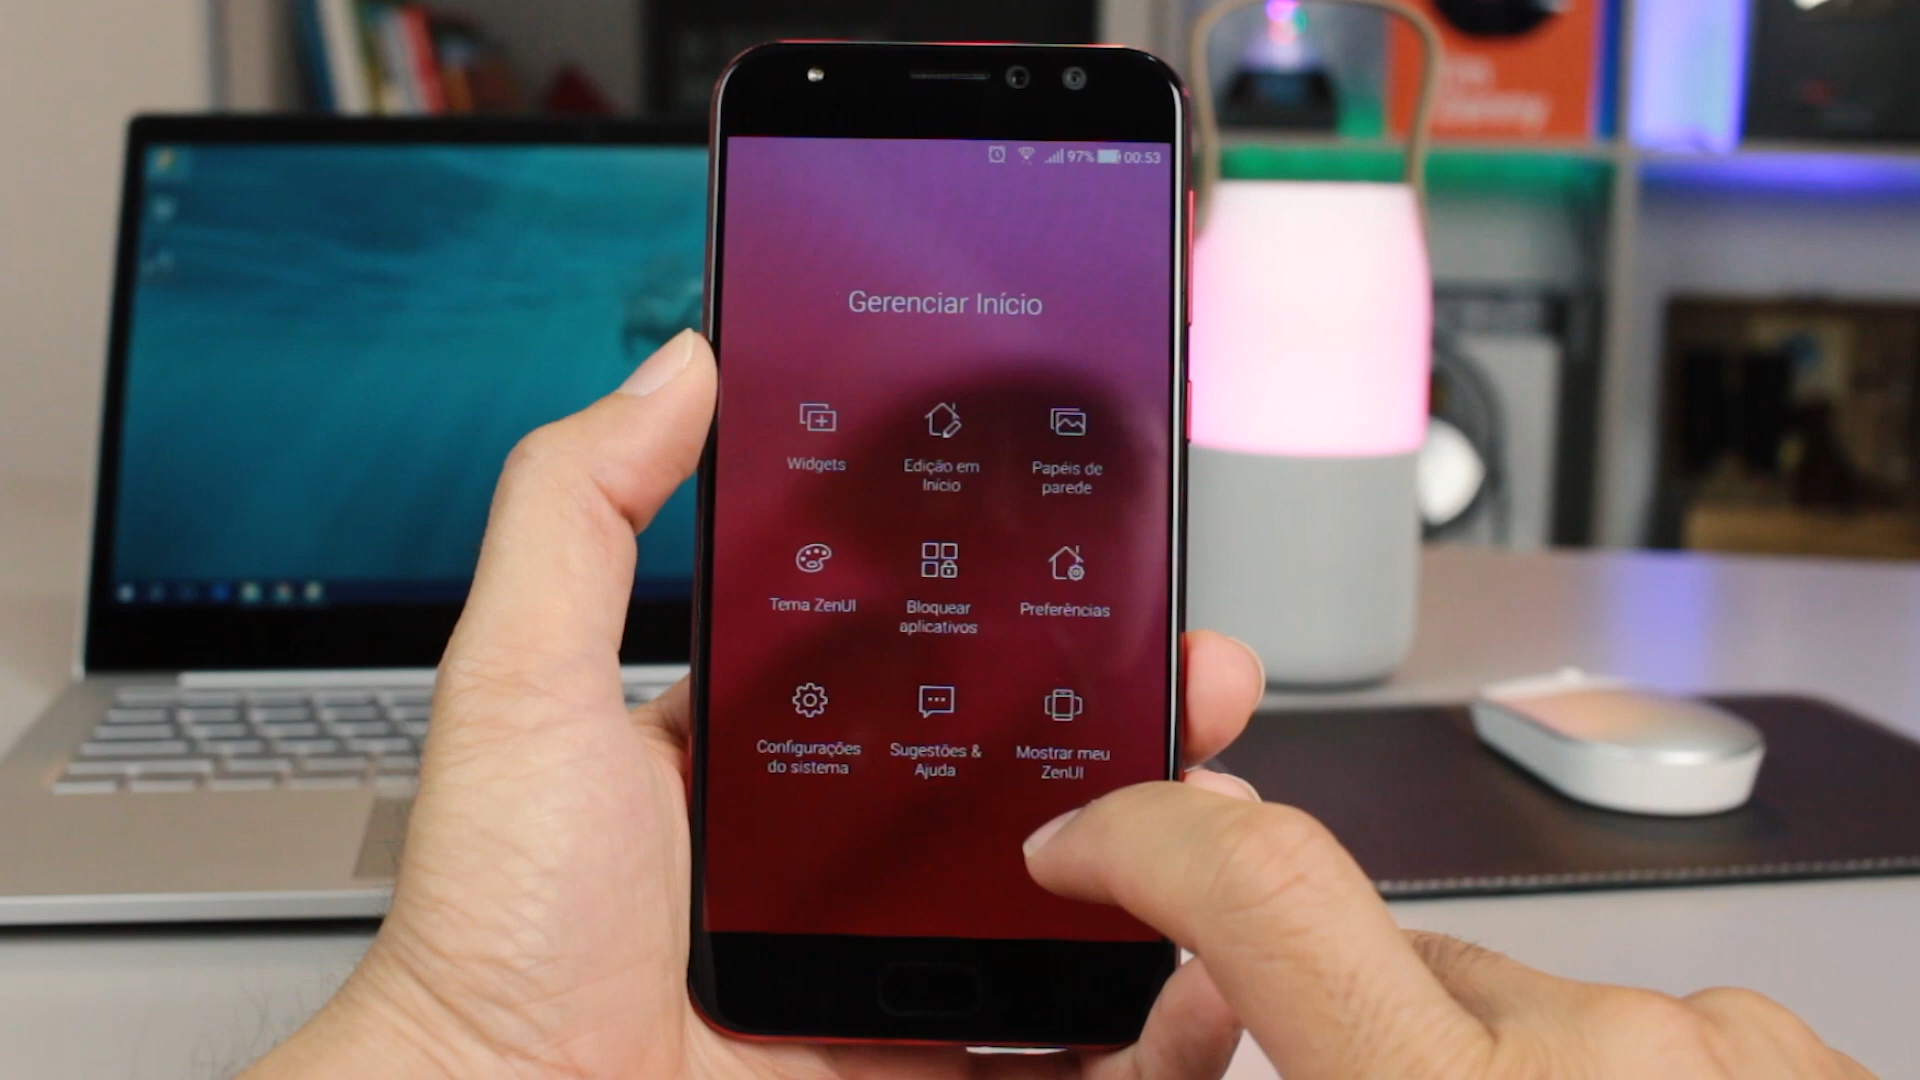 97% 00:53
Gerenciar Início
Widgets
Edição em
Início
Papéis de
parede
Tema ZenUI
Bloquear
aplicativos
Preferências
Configurações
do sistema
Sugestões &
Ajuda
Mostrar meu
ZenUI